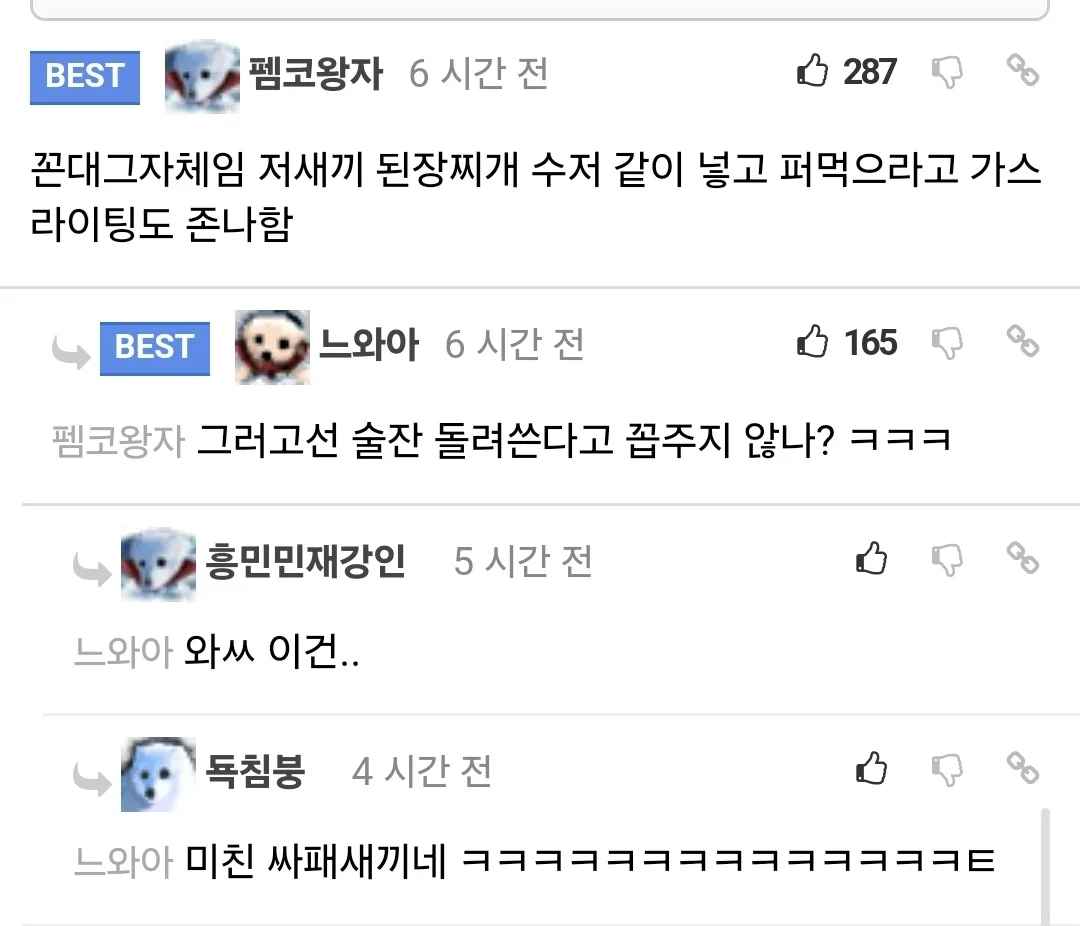 BEST 펨코왕자 6 시간 전 287
꼰대그자체임 저새끼 된장찌개 수저 같이 넣고 퍼먹으라고 가스
라이팅도 존나함
BEST 느와아 6 시간 전 165
펨코왕자 그러고선 술잔 돌려쓴다고 꼽주지 않나? ㅋㅋㅋ
흥민민재강인 5 시간 전
느와아 와ㅆ 이건..
툑침붕 4 시간 전
느와아 미친 싸패새끼네 ㅋㅋㅋㅋㅋㅋㅋㅋㅋㅋㅋㅋㅋㅋㅌ